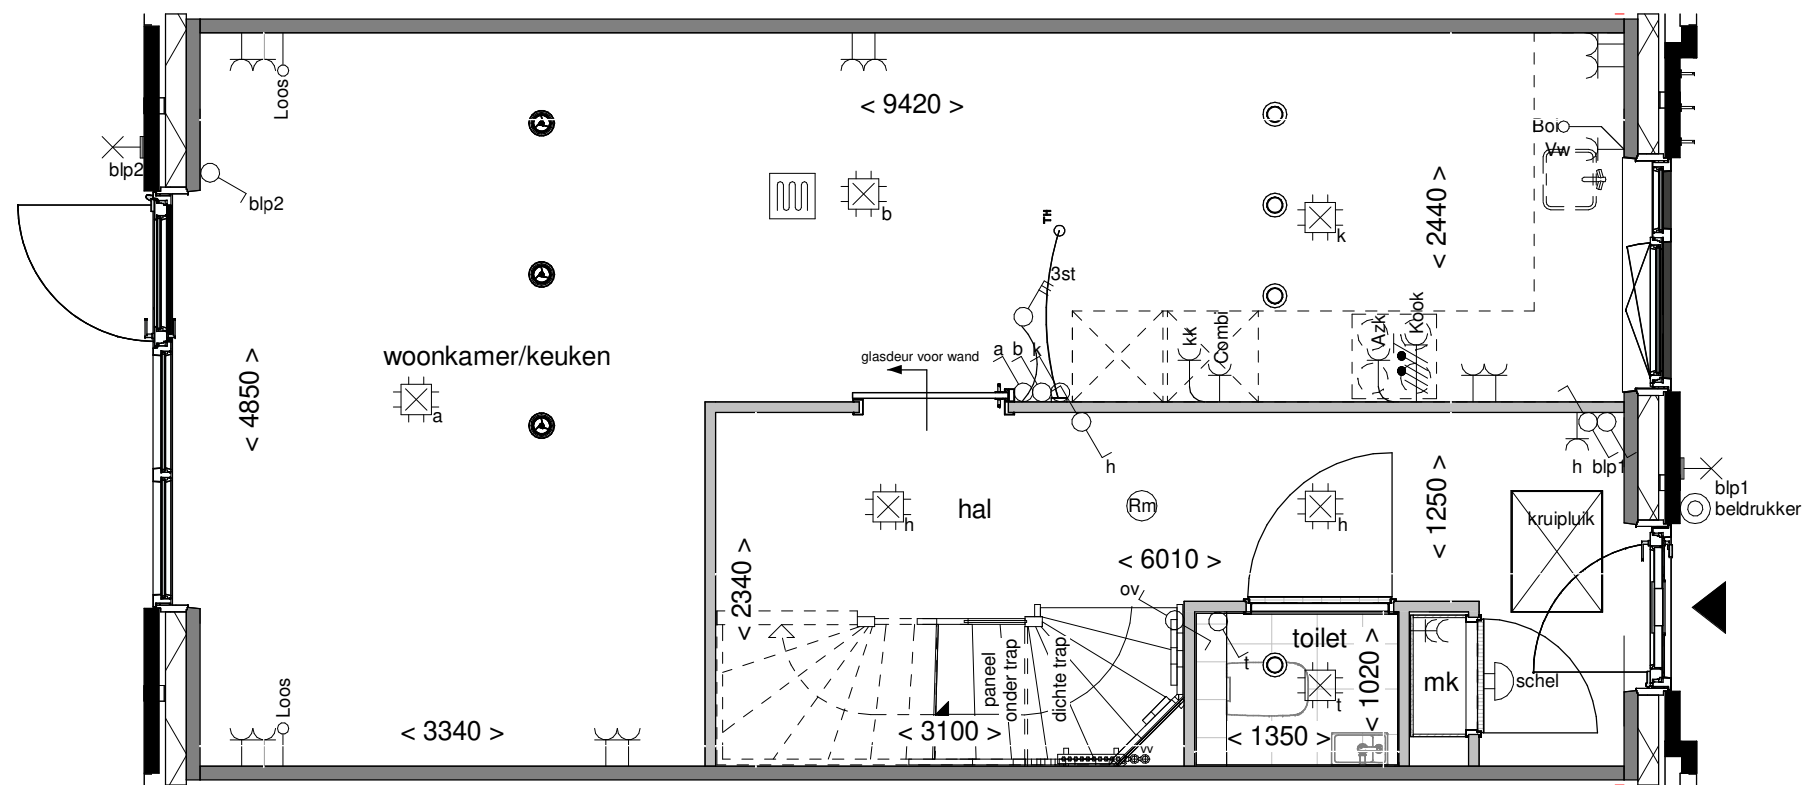 Loos
< 9420 >
Boi
Vw
blp2
blp2
b
k
< 2440 >
TH
3st
Azk
Kook
kk
Combi
woonkamer/keuken
glasdeur voor wand
a b k
< 4850 >
a
h
h blp1
blp1
beldrukker
hal
h
Rm
h
kruipluik
< 1250 >
< 6010 >
< 2340 >
ov
toilet
t
t
< 1020 >
mk
schel
paneel
onder trap
dichte trap
Loos
< 3340 >
< 3100 >
< 1350 >
vv